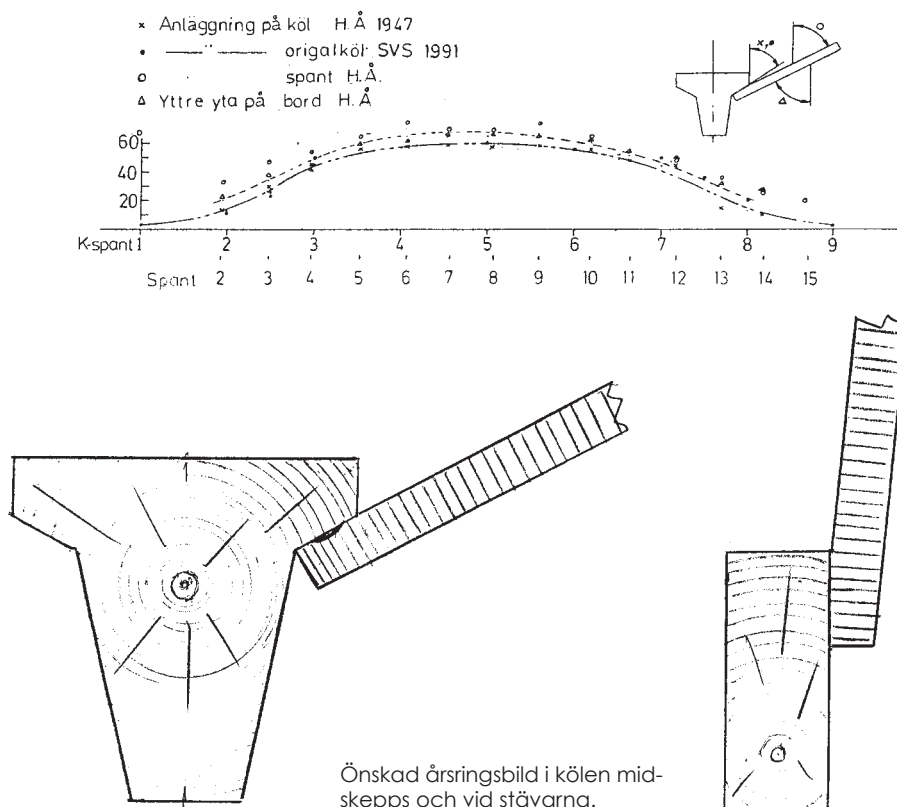 × Anläggning på köl H.Å 1947
• —— " —— origalköl SVS 1991
○ spant H.Å.
△ Yttre yta på bord H.Å
x,• ○
△
60
40
20
K-spant 1 2 3 4 5 6 7 8 9
Spant 2 3 4 5 6 7 8 9 10 11 12 13 14 15
Önskad årsringsbild i kölen mid-
skepps och vid stävarna.